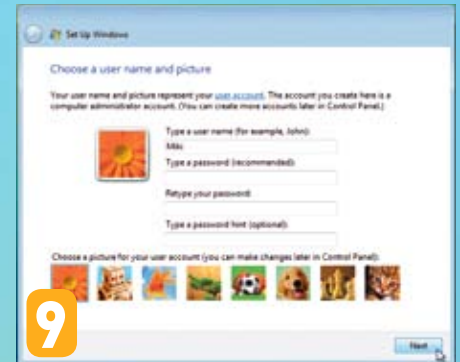 Set Up Windows
Choose a user name and picture
Your user name and picture represent your user account. The account you create here is a
computer administrator account. (You can create more accounts later in Control Panel.)
Type a user name (for example, John):
Miki
Type a password (recommended):
Retype your password:
Type a password hint (optional):
Choose a picture for your user account (you can make changes later in Control Panel):
9
Next